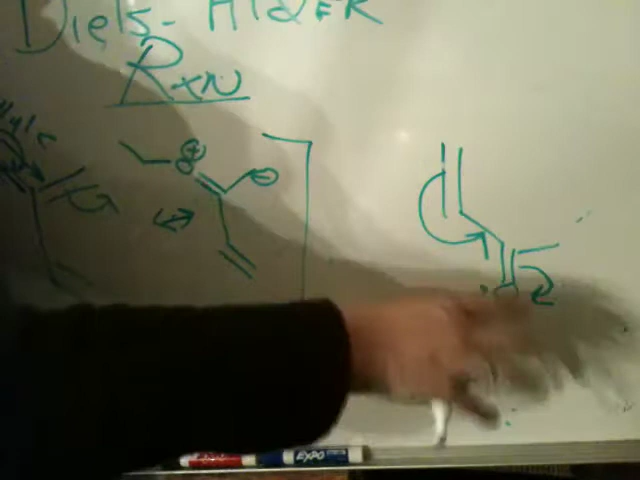 Diels-Alder
Rxn
⊕
⊖
EXPO